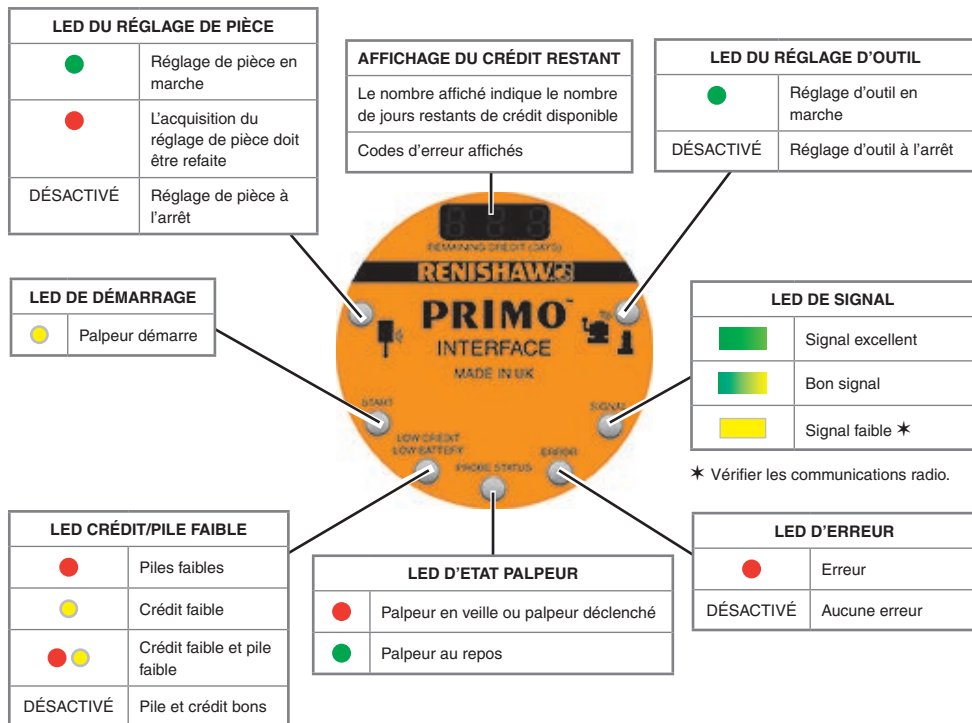 LED DU RÉGLAGE DE PIÈCE
Réglage de pièce en
marche
L'acquisition du
réglage de pièce doit
être refaite
DÉSACTIVÉ
Réglage de pièce à
l'arrêt
AFFICHAGE DU CRÉDIT RESTANT
Le nombre affiché indique le nombre
de jours restants de crédit disponible
Codes d'erreur affichés
LED DU RÉGLAGE D'OUTIL
Réglage d'outil en
marche
DÉSACTIVÉ
Réglage d'outil à l'arrêt
REMAINING CREDIT (DAYS)
RENISHAW
PRIMO™
INTERFACE
MADE IN UK
START
SIGNAL
LOW CREDIT
LOW BATTERY
PROBE STATUS
ERROR
LED DE DÉMARRAGE
Palpeur démarre
LED DE SIGNAL
Signal excellent
Bon signal
Signal faible ✶
✶ Vérifier les communications radio.
LED CRÉDIT/PILE FAIBLE
Piles faibles
Crédit faible
Crédit faible et pile
faible
DÉSACTIVÉ
Pile et crédit bons
LED D'ETAT PALPEUR
Palpeur en veille ou palpeur déclenché
Palpeur au repos
LED D'ERREUR
Erreur
DÉSACTIVÉ
Aucune erreur